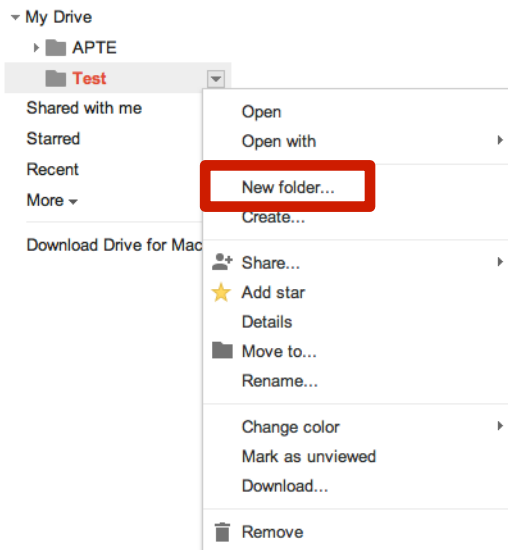 My Drive
APTE
Test
Shared with me
Starred
Recent
More
Download Drive for Mac
Open
Open with
New folder...
Create...
Share...
Add star
Details
Move to...
Rename...
Change color
Mark as unviewed
Download...
Remove